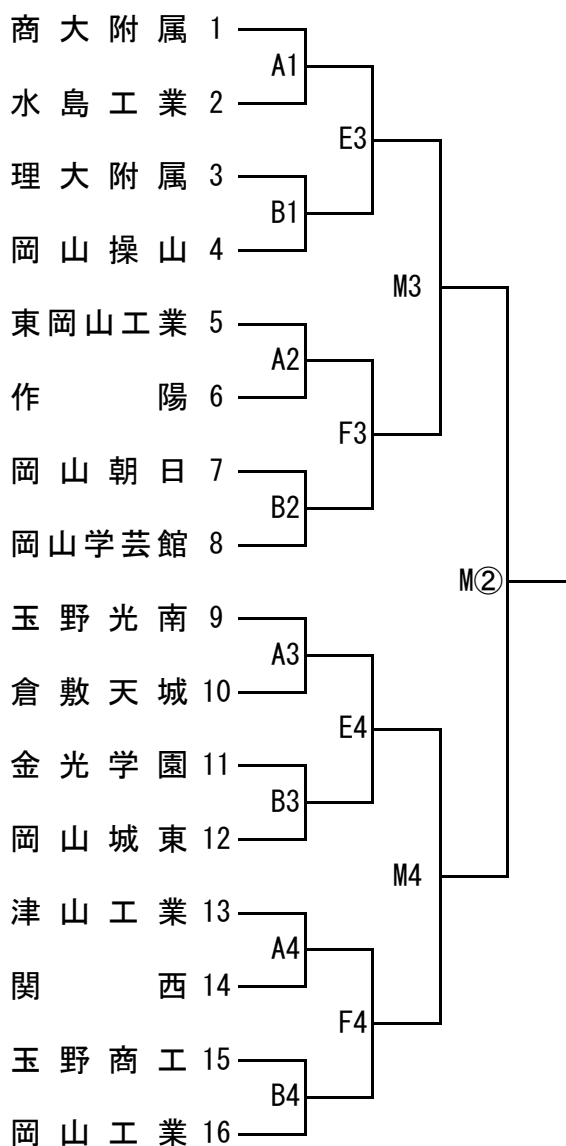 商大附属 1
A1
水島工業 2
E3
理大附属 3
B1
岡山操山 4
M3
東岡山工業 5
A2
作陽 6
F3
岡山朝日 7
B2
岡山学芸館 8
M②
玉野光南 9
A3
倉敷天城 10
E4
金光学園 11
B3
岡山城東 12
M4
津山工業 13
A4
関西 14
F4
玉野商工 15
B4
岡山工業 16